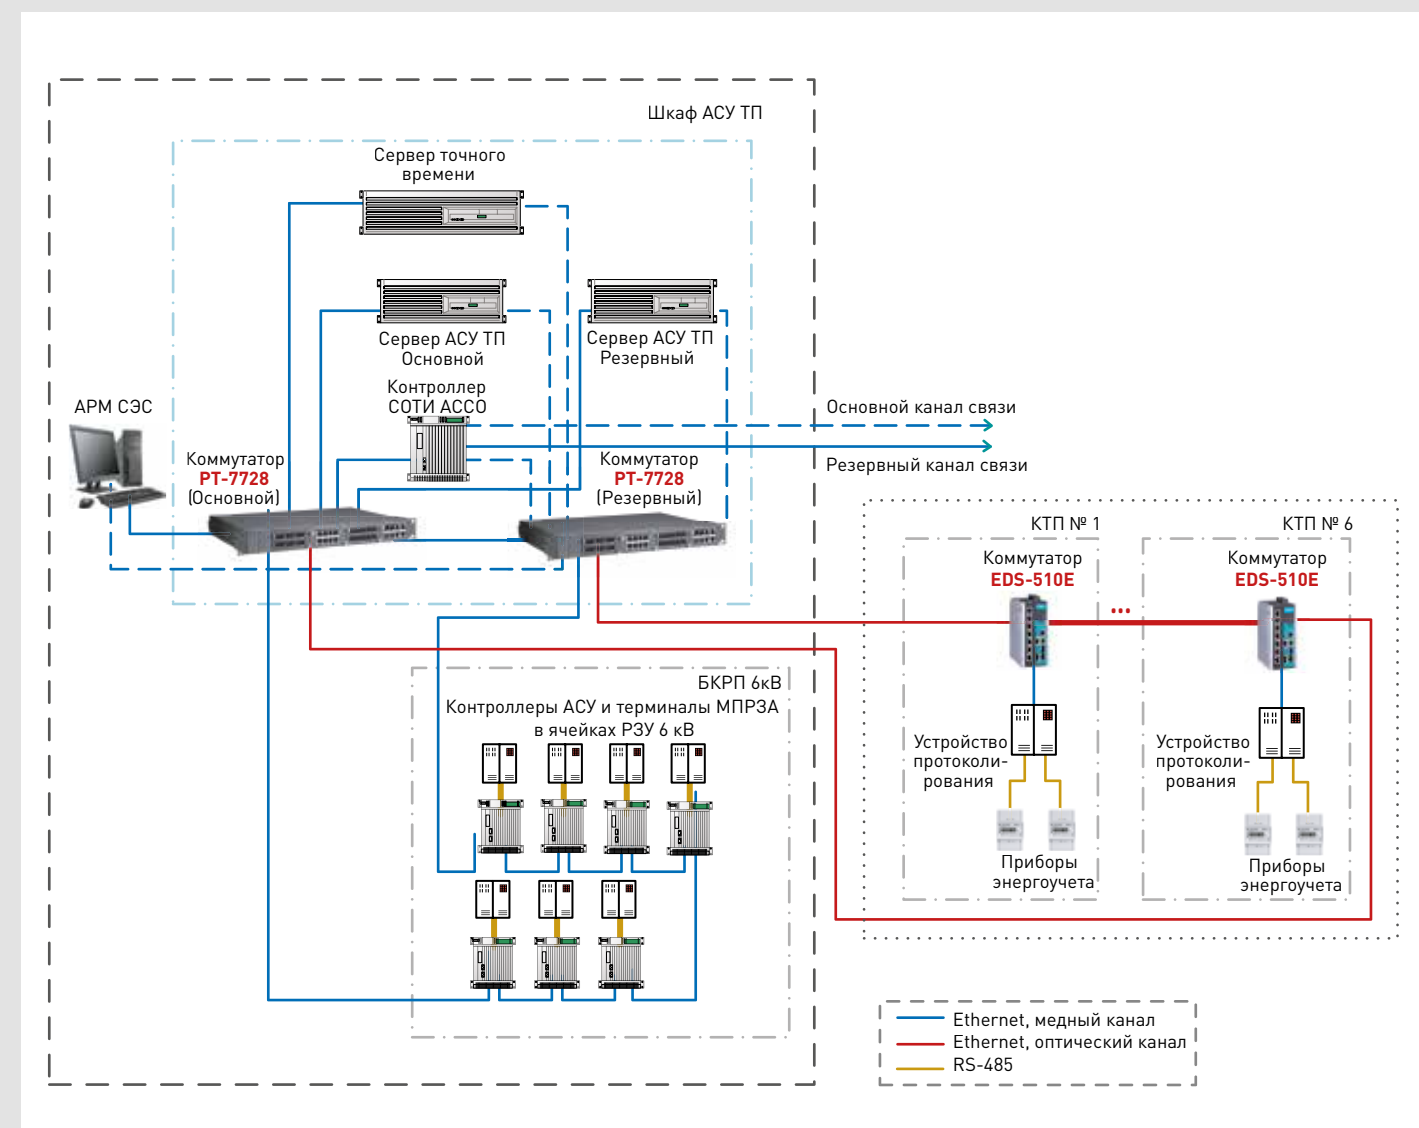 Шкаф АСУ ТП
Сервер точного
времени
Сервер АСУ ТП
Основной
Сервер АСУ ТП
Резервный
Контроллер
СОТИ АССО
АРМ СЭС
Коммутатор
PT-7728
(Основной)
Коммутатор
PT-7728
(Резервный)
Основной канал связи
Резервный канал связи
КТП № 1
Коммутатор
EDS-510E
...
КТП № 6
Коммутатор
EDS-510E
Устройство
протоколи-
рования
Приборы
энергоучета
Устройство
протоколи-
рования
Приборы
энергоучета
БКРП 6кВ
Контроллеры АСУ и терминалы МПРЗА
в ячейках РЗУ 6 кВ
Ethernet, медный канал
Ethernet, оптический канал
RS-485